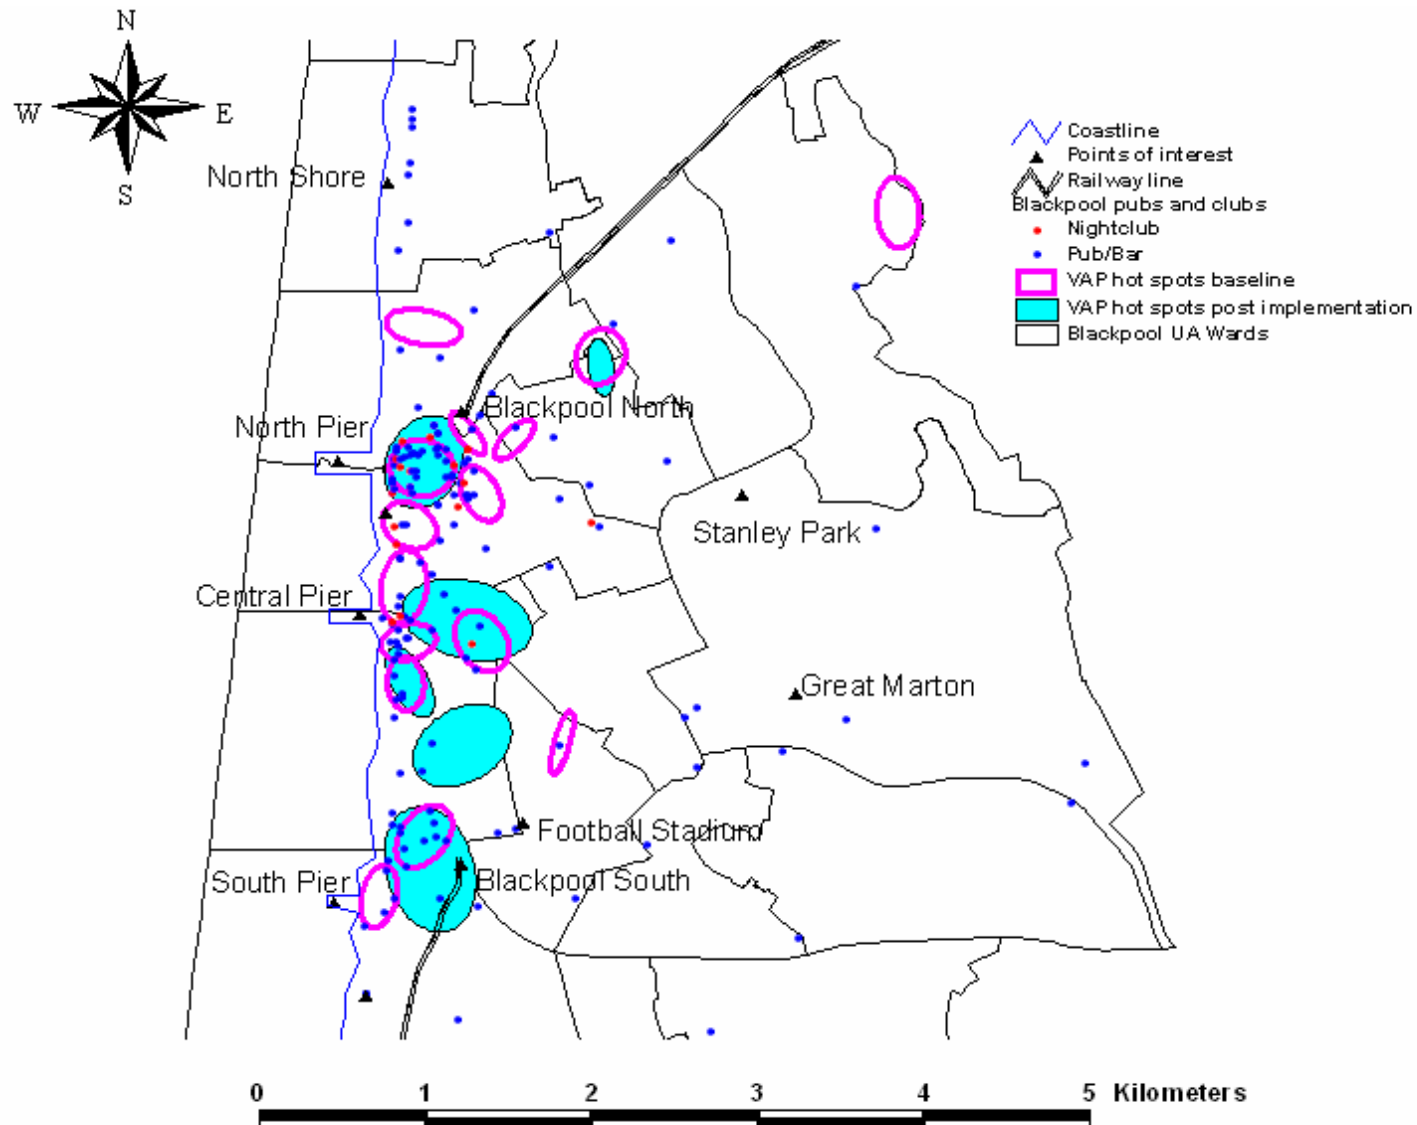 N
W
E
S
Coastline
Points of interest
Railway line
Blackpool pubs and clubs
Nightclub
Pub/Bar
VAP hot spots baseline
VAP hot spots post implementation
Blackpool UA Wards
North Shore
Blackpool North
North Pier
Stanley Park
Central Pier
Great Marton
Football Stadium
South Pier
Blackpool South
0 1 2 3 4 5 Kilometers